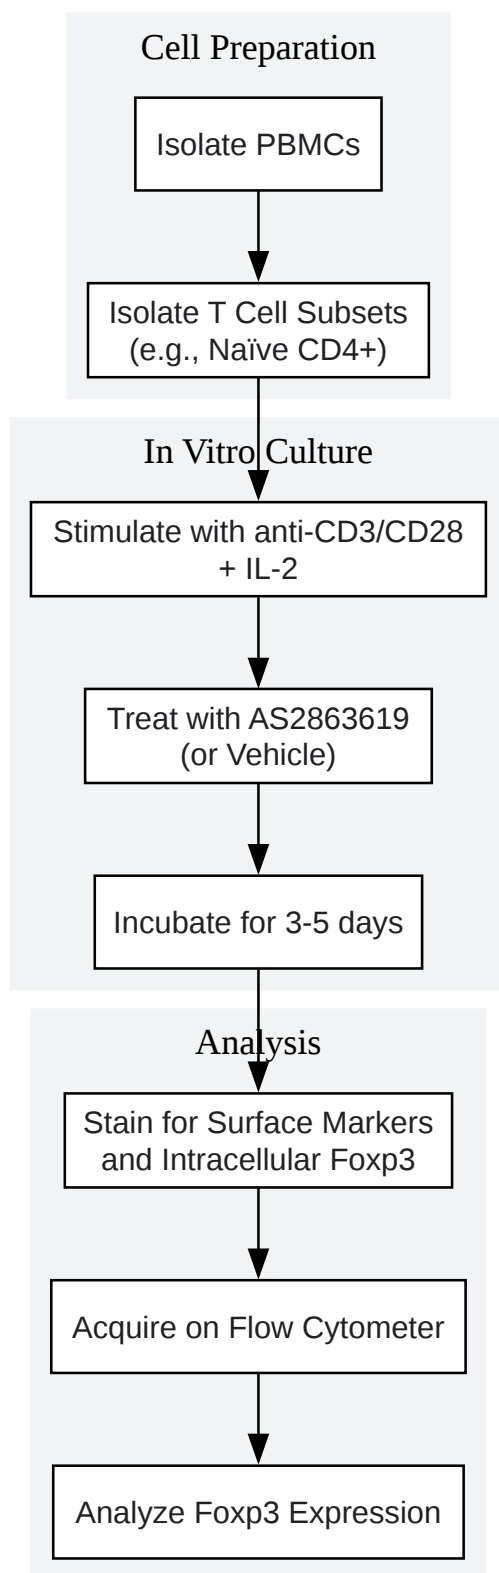 Cell Preparation
Isolate PBMCs
Isolate T Cell Subsets
(e.g., Naïve CD4+)
In Vitro Culture
Stimulate with anti-CD3/CD28
+ IL-2
Treat with AS2863619
(or Vehicle)
Incubate for 3-5 days
Analysis
Stain for Surface Markers
and Intracellular Foxp3
Acquire on Flow Cytometer
Analyze Foxp3 Expression